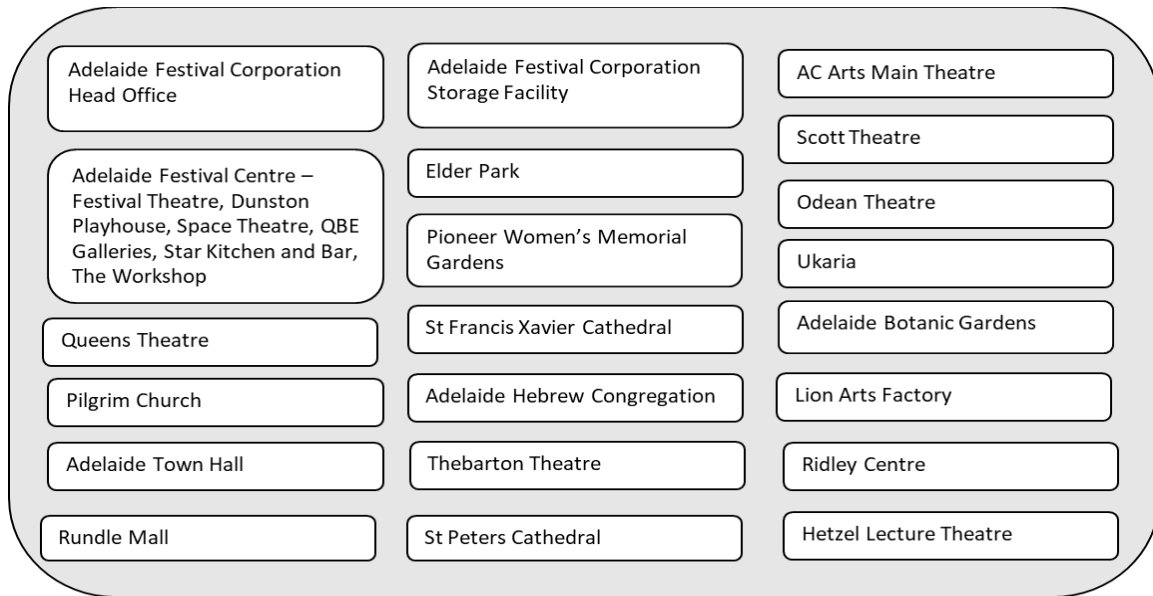 Adelaide Festival Corporation
Head Office
Adelaide Festival Centre –
Festival Theatre, Dunston
Playhouse, Space Theatre, QBE
Galleries, Star Kitchen and Bar,
The Workshop
Queens Theatre
Pilgrim Church
Adelaide Town Hall
Rundle Mall
Adelaide Festival Corporation
Storage Facility
Elder Park
Pioneer Women’s Memorial
Gardens
St Francis Xavier Cathedral
Adelaide Hebrew Congregation
Thebarton Theatre
St Peters Cathedral
AC Arts Main Theatre
Scott Theatre
Odean Theatre
Ukaria
Adelaide Botanic Gardens
Lion Arts Factory
Ridley Centre
Hetzel Lecture Theatre